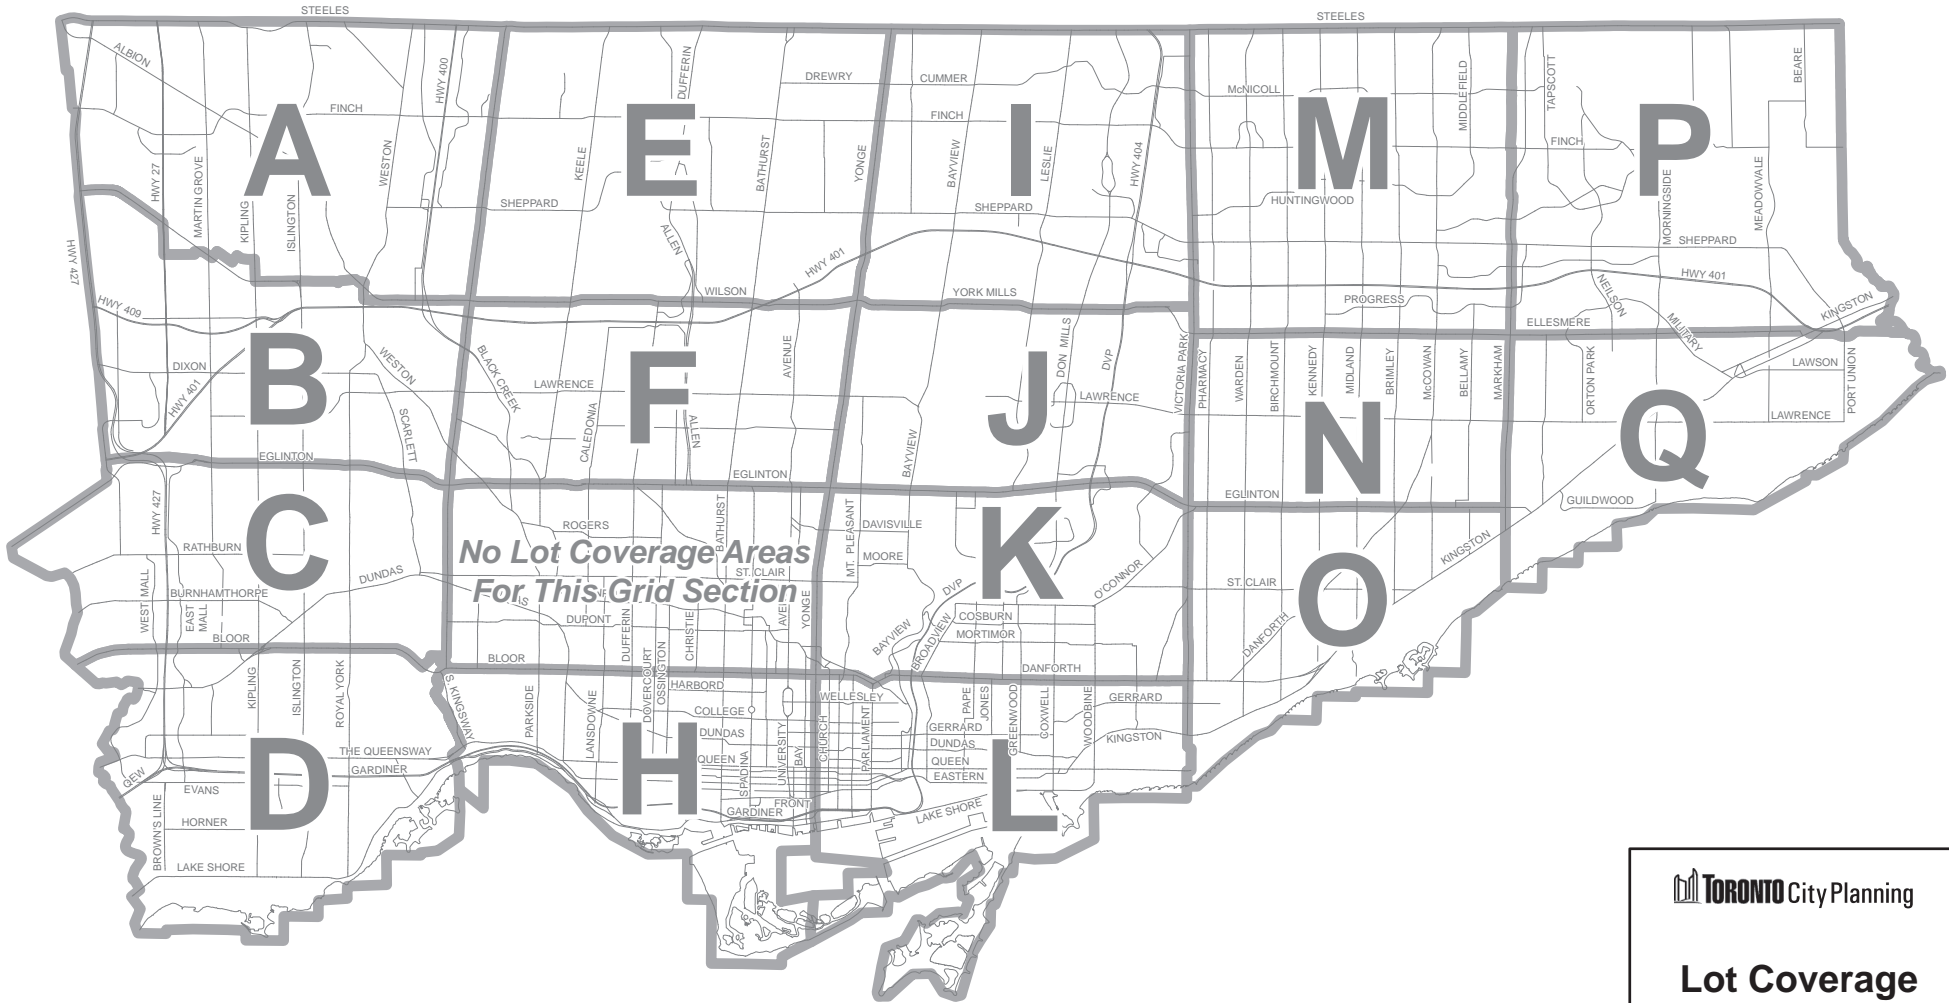 STEELES
STEELES
ALBION
HWY 400
DUFFERIN
DREWRY
CUMMER
McNICOLL
MIDDLEFIELD
TAPSCOTT
BEARE
FINCH
FINCH
FINCH
A
E
I
M
P
HWY 27
MARTIN GROVE
KIPLING
ISLINGTON
WESTON
KEELE
BATHURST
YONGE
BAYVIEW
LESLIE
HWY 404
HUNTINGWOOD
MORNINGSIDE
MEADOWVALE
SHEPPARD
SHEPPARD
SHEPPARD
HWY 427
ALLEN
HWY 401
HWY 401
WILSON
YORK MILLS
PROGRESS
NEILSON
MILITARY
KINGSTON
HWY 409
ELLESMERE
DIXON
HWY 401
B
WESTON
SCARLETT
BLACK CREEK
LAWRENCE
CALEDONIA
F
ALLEN
AVENUE
BAYVIEW
J
DON MILLS
DVP
LAWRENCE
VICTORIA PARK
PHARMACY
WARDEN
BIRCHMOUNT
KENNEDY
MIDLAND
BRIMLEY
McCOWAN
BELLAMY
MARKHAM
N
ORTON PARK
LAWSON
PORT UNION
LAWRENCE
Q
EGLINTON
EGLINTON
EGLINTON
GUILDWOOD
HWY 427
C
RATHBURN
WEST MALL
BURNHAMTHORPE
EAST
MALL
DUNDAS
BLOOR
ROGERS
BATHURST
No Lot Coverage Areas
For This Grid Section
ST. CLAIR
DUPONT
DUFFERIN
CHRISTIE
YONGE
MT. PLEASANT
DAVISVILLE
MOORE
K
DVP
O'CONNOR
COSBURN
MORTIMOR
BAYVIEW
BROADVIEW
DANFORTH
ST. CLAIR
O
DANFORTH
KINGSTON
BLOOR
KIPLING
ISLINGTON
ROYAL YORK
S. KINGSWAY
PARKSIDE
LANSDOWNE
DOVERCOURT
OSSINGTON
HARBORD
COLLEGE
DUNDAS
QUEEN
SPADINA
UNIVERSITY
BAY
CHURCH
WELLESLEY
PARLIAMENT
PAPE
JONES
GREENWOOD
COXWELL
WOODBINE
GERRARD
GERRARD
KINGSTON
DUNDAS
QUEEN
EASTERN
D
H
L
THE QUEENSWAY
GARDINER
QEW
EVANS
BROWN'S LINE
HORNER
LAKE SHORE
FRONT
GARDINER
LAKE SHORE
TORONTO City Planning
Lot Coverage